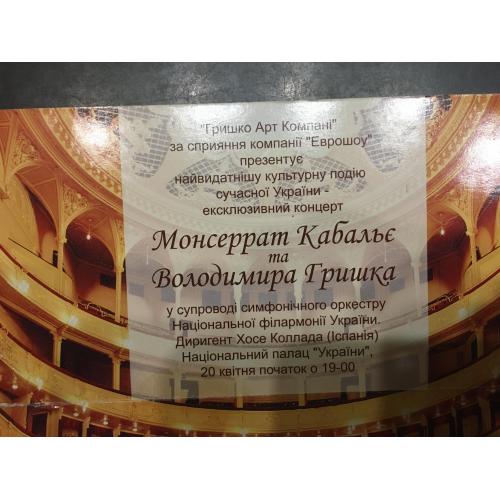 "Гришко Арт Компані"
за сприяння компанії "Еврошоу"
презентує
найвидатнішу культурну подію
сучасної України -
ексклюзивний концерт
Монсеррат Кабальє
та
Володимира Гришка
у супроводі симфонічного оркестру
Національної філармонії України.
Диригент Хосе Коллада (Іспанія)
Національний палац "України",
20 квітня початок о 19-00